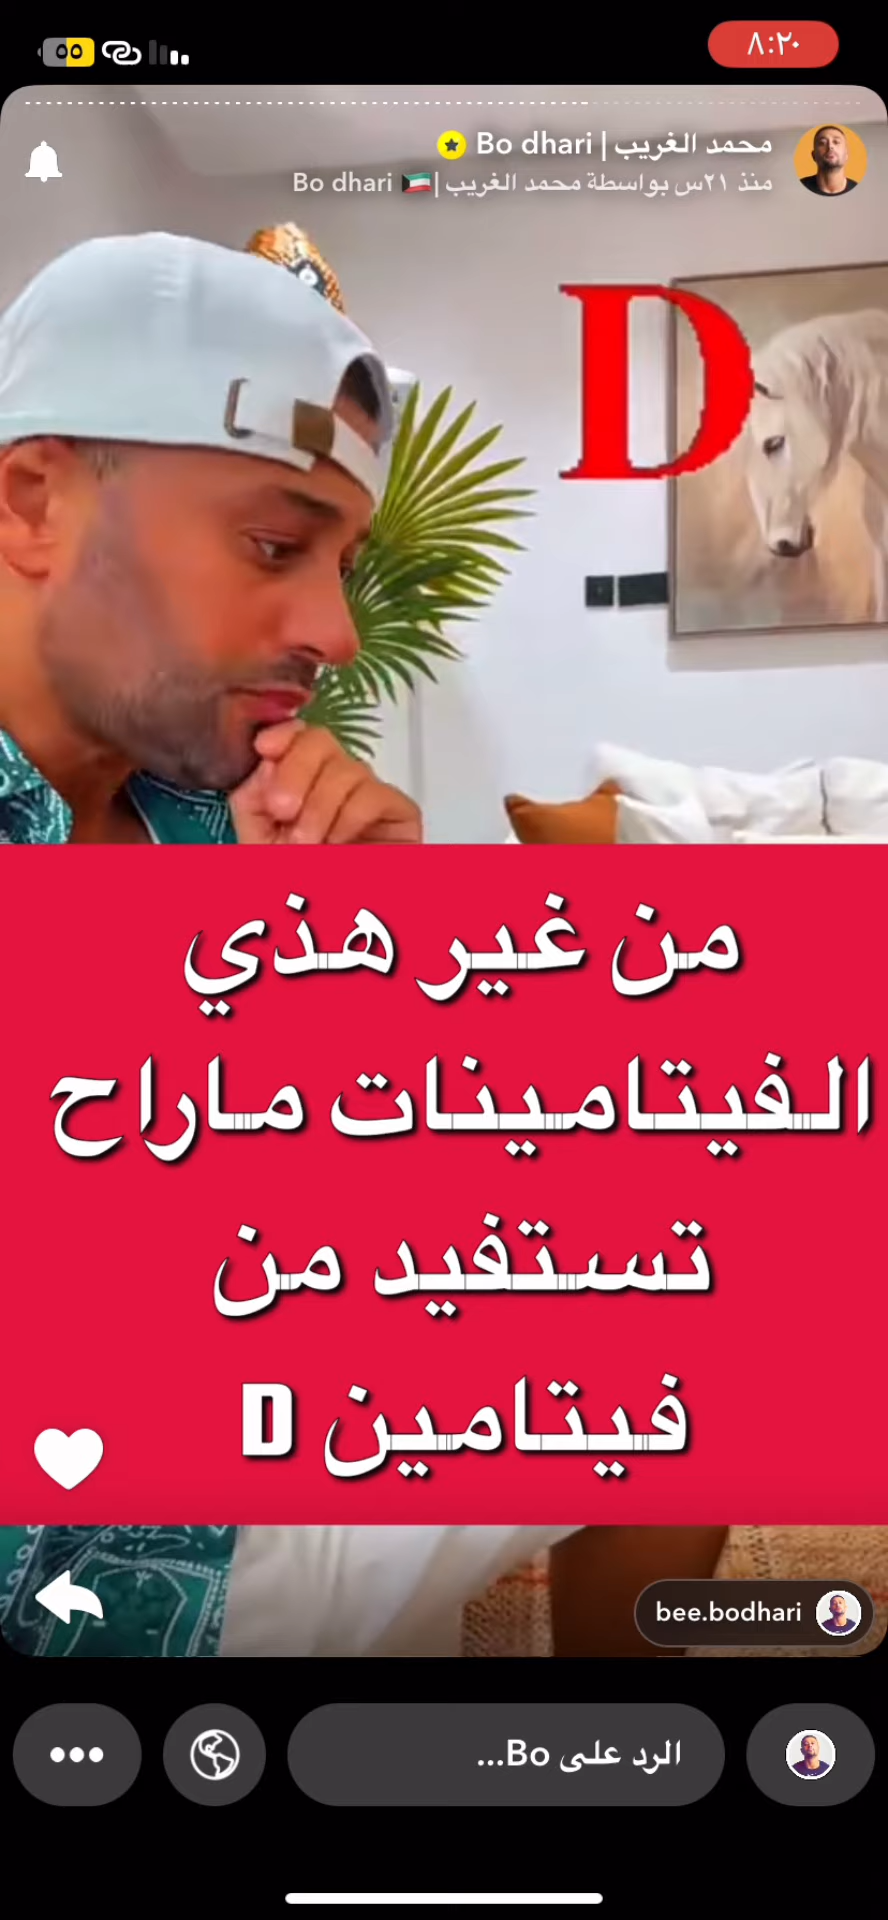 ٨:٢٠
٥٥
محمد الغريب | Bo dhari
منذ ٢١س بواسطة محمد الغريب | 🇰🇼 Bo dhari
D
من غير هذي
الفيتامينات ماراح
تستفيد من
فيتامين D
bee.bodhari
الرد على Bo...